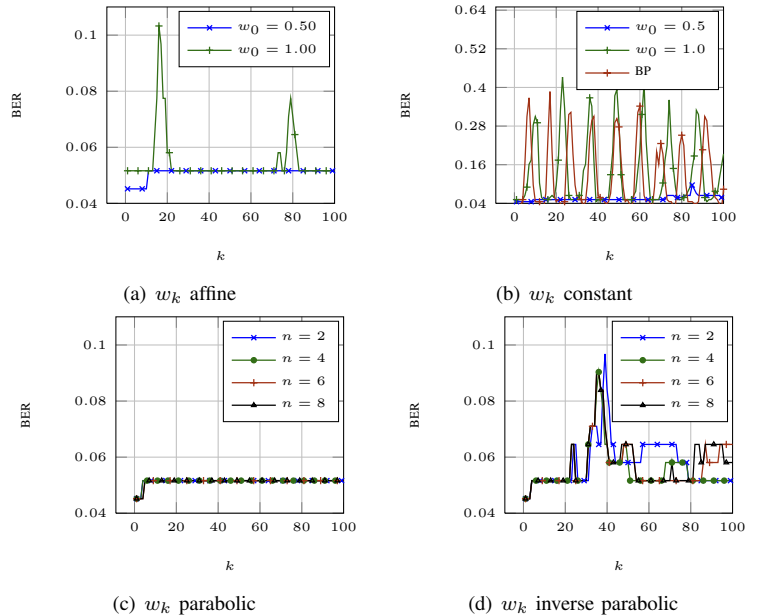 0.1
0.08
0.06
0.04
BER
0 20 40 60 80 100
k
w0 = 0.50
w0 = 1.00
(a) wk affine
0.64
0.52
0.4
0.28
0.16
0.04
BER
0 20 40 60 80 100
k
w0 = 0.5
w0 = 1.0
BP
(b) wk constant
0.1
0.08
0.06
0.04
BER
0 20 40 60 80 100
k
n = 2
n = 4
n = 6
n = 8
(c) wk parabolic
0.1
0.08
0.06
0.04
BER
0 20 40 60 80 100
k
n = 2
n = 4
n = 6
n = 8
(d) wk inverse parabolic